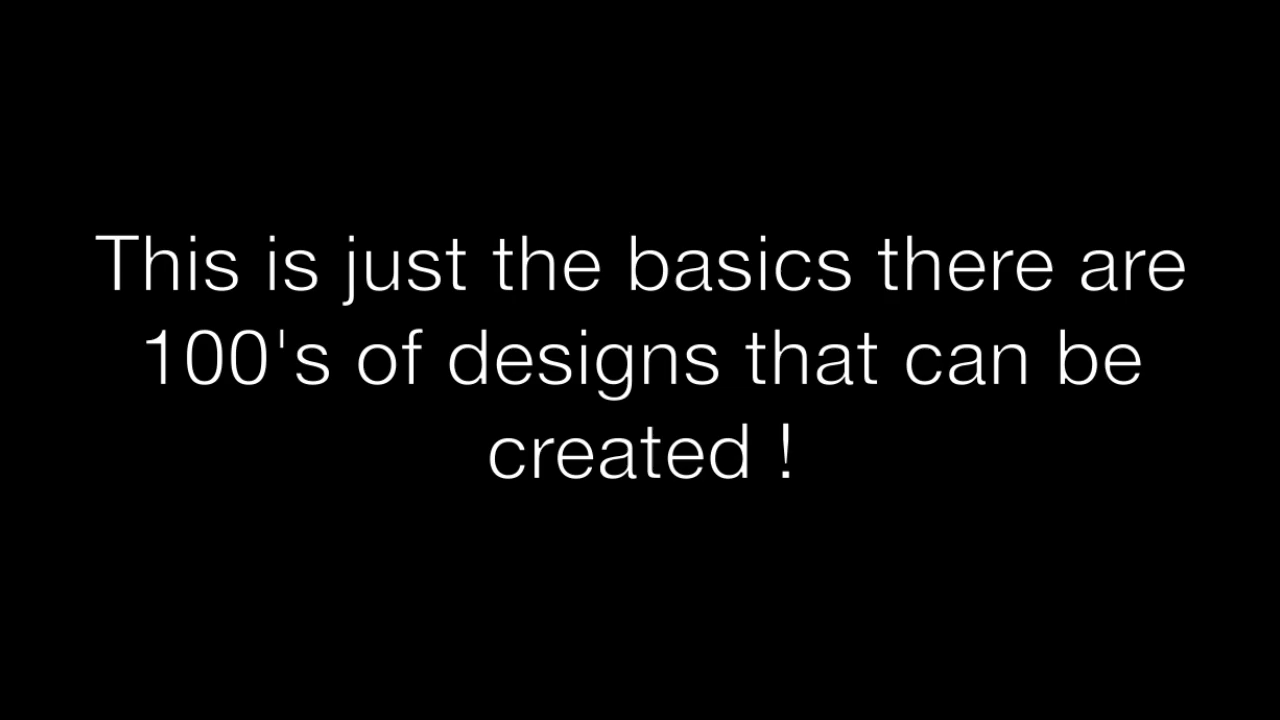 This is just the basics there are
100's of designs that can be
created !